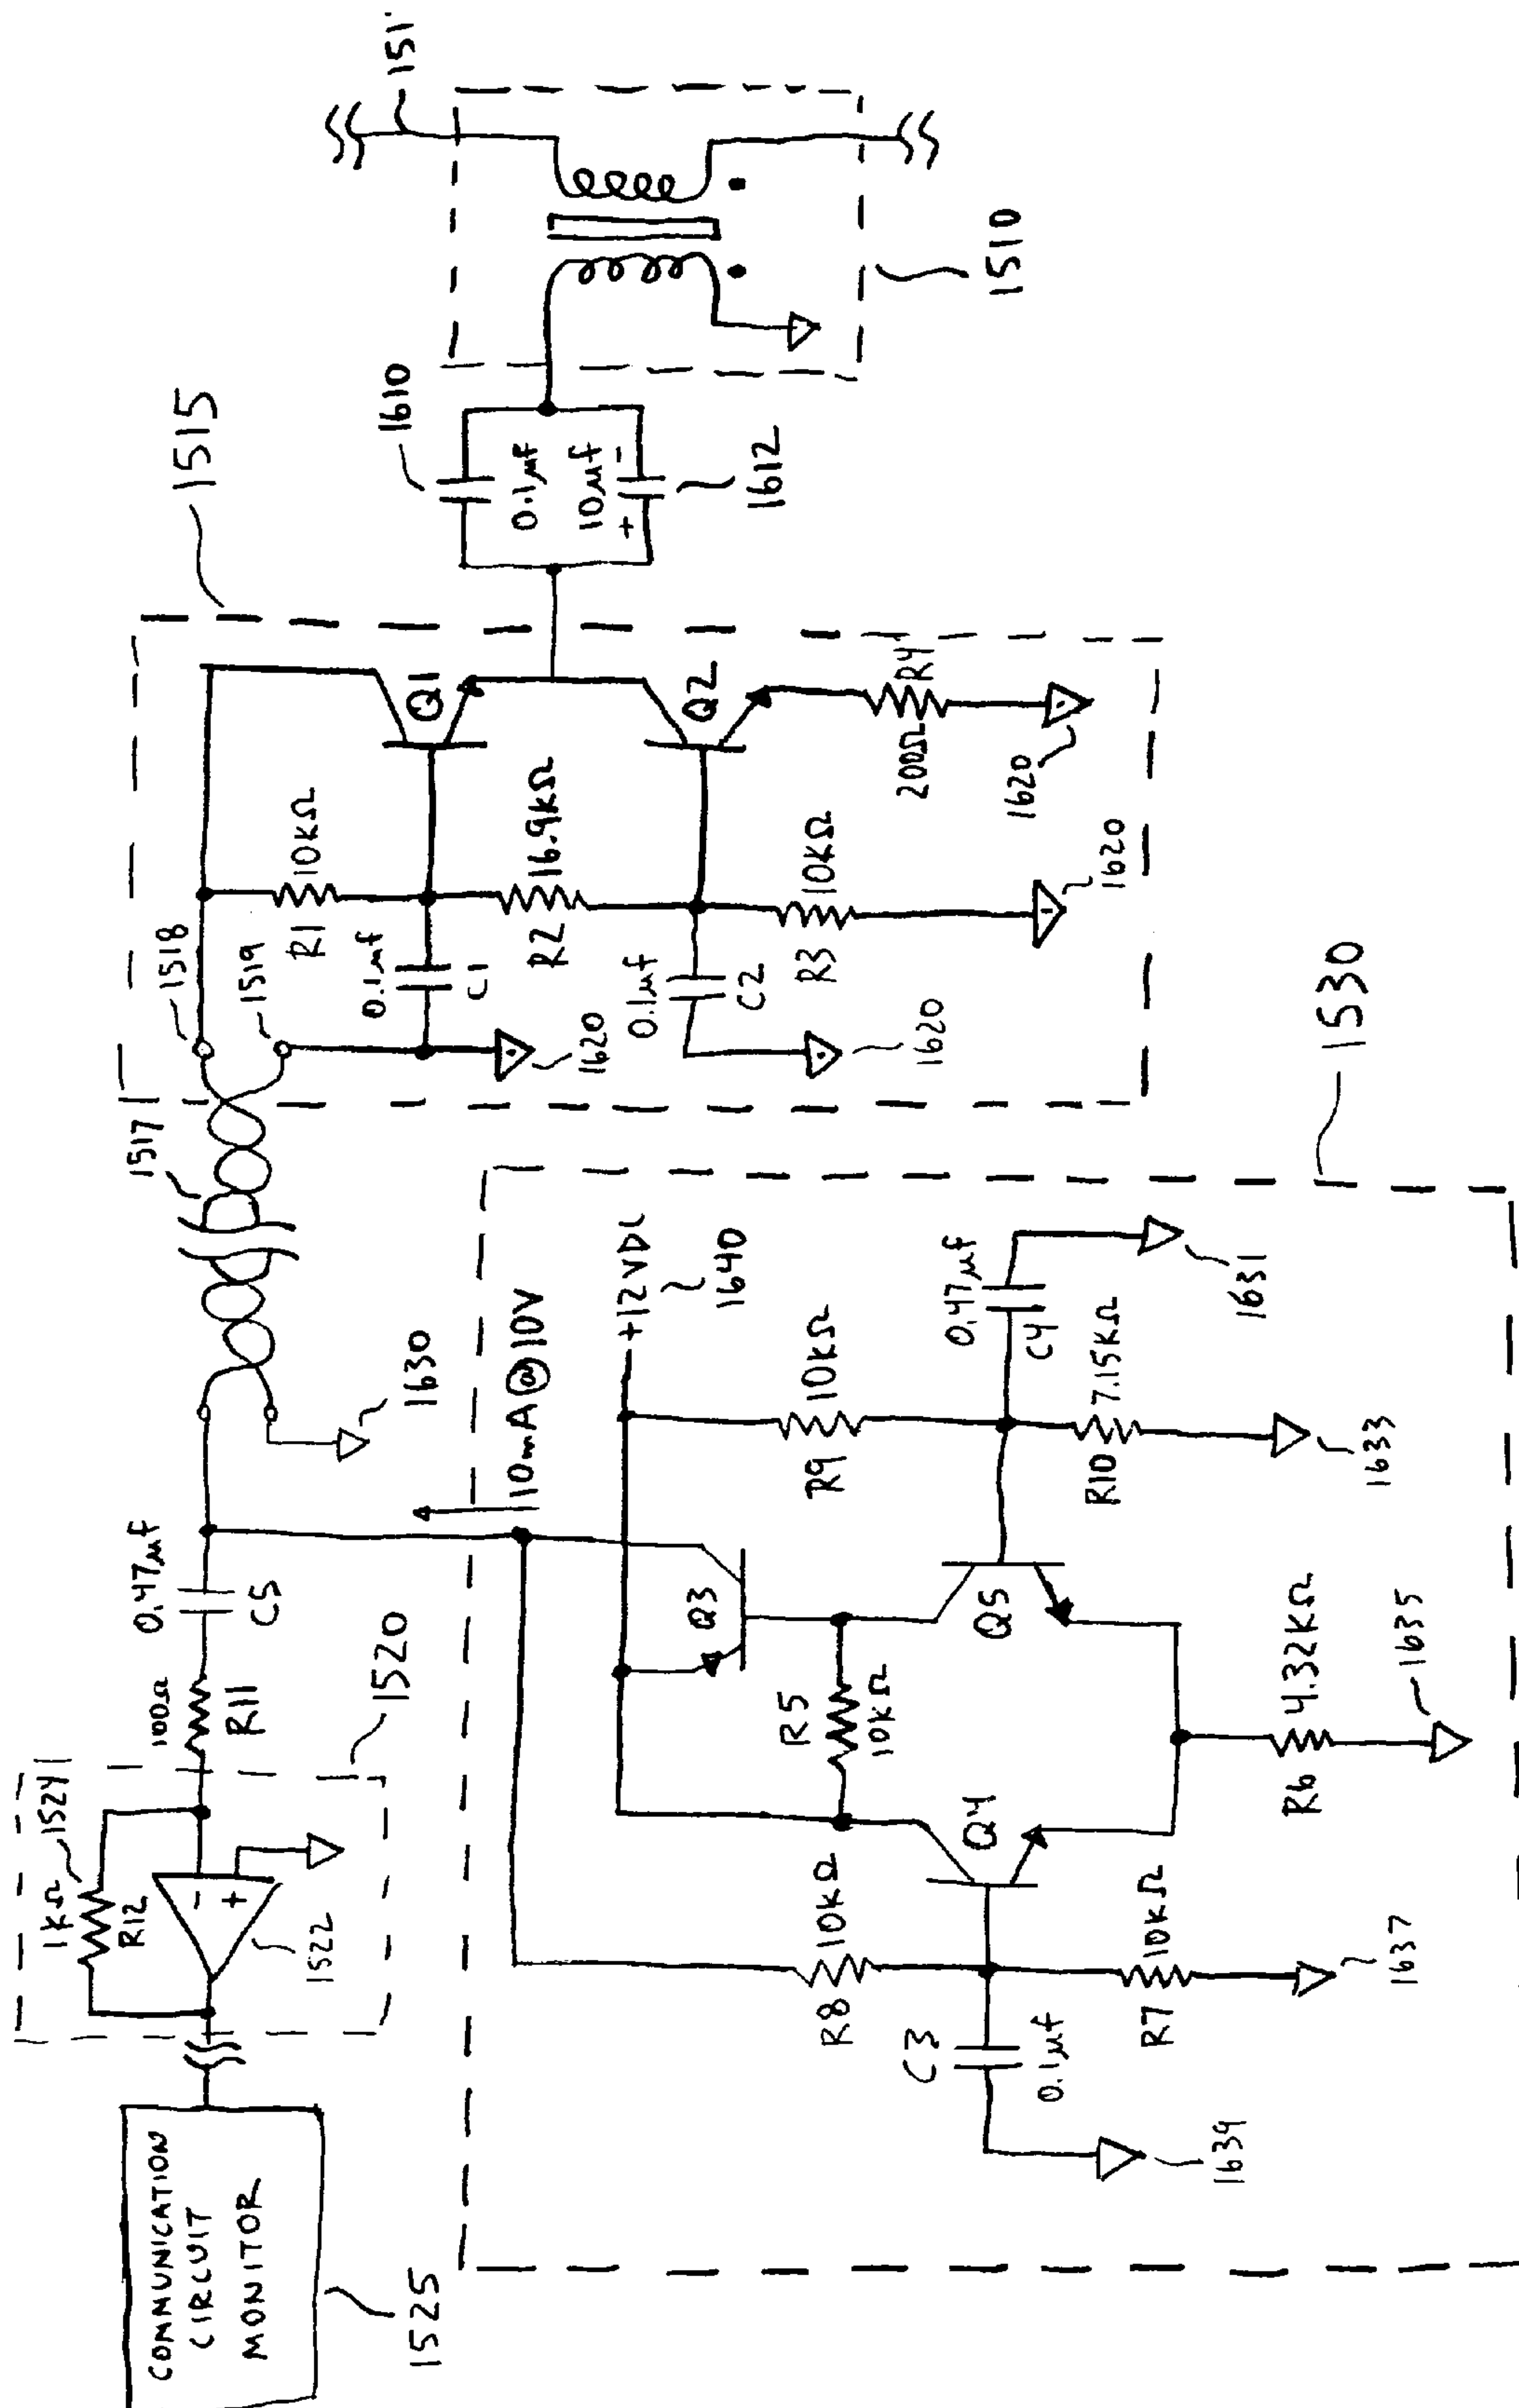 COMMUNICATION
CIRCUIT
MONITOR
1525
1kΩ
R12
1524
-
+
1522
1520
100Ω
R11
0.47µf
C5
1630
1517
1518
1519
1515
R1
10kΩ
0.1µf
C1
1620
R2
16.9kΩ
0.1µf
C2
1620
R3
10kΩ
1620
Q1
Q2
200Ω
R4
1620
1610
0.1µf
10µf
+
-
1612
151
1510
110mA@10V
+12VDC
1640
R9
10kΩ
0.47µf
C4
1631
R10
7.15kΩ
1633
Q3
R5
10kΩ
Q5
Q4
R6
4.32kΩ
1635
R8
10kΩ
C3
0.1µf
R7
10kΩ
1637
1639
1530